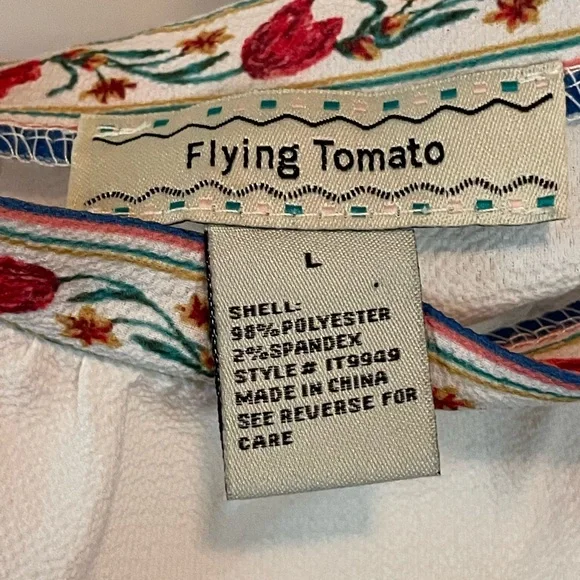 Flying Tomato
L
SHELL:
98%POLYESTER
2%SPANDEX
STYLE# IT9949
MADE IN CHINA
SEE REVERSE FOR
CARE